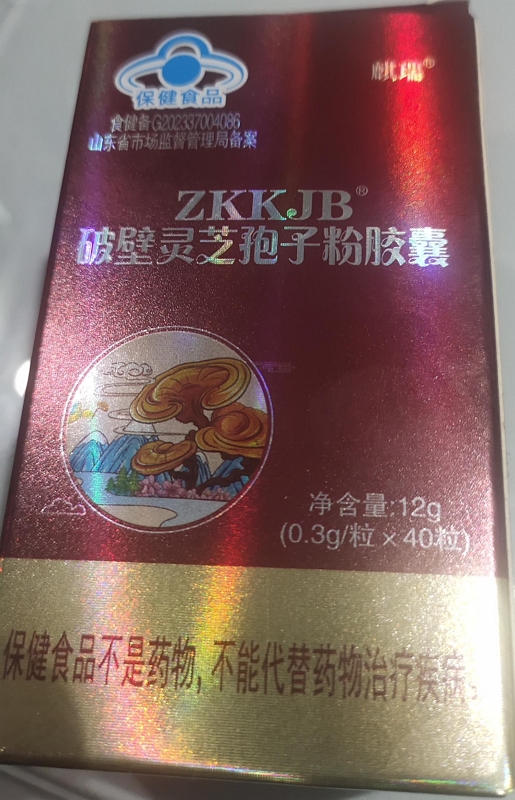 保健食品
麒瑞®
食健备G202337004086
山东省市场监督管理局备案
ZKKJB®
破壁灵芝孢子粉胶囊
净含量:12g
(0.3g/粒×40粒)
保健食品不是药物,不能代替药物治疗疾病。